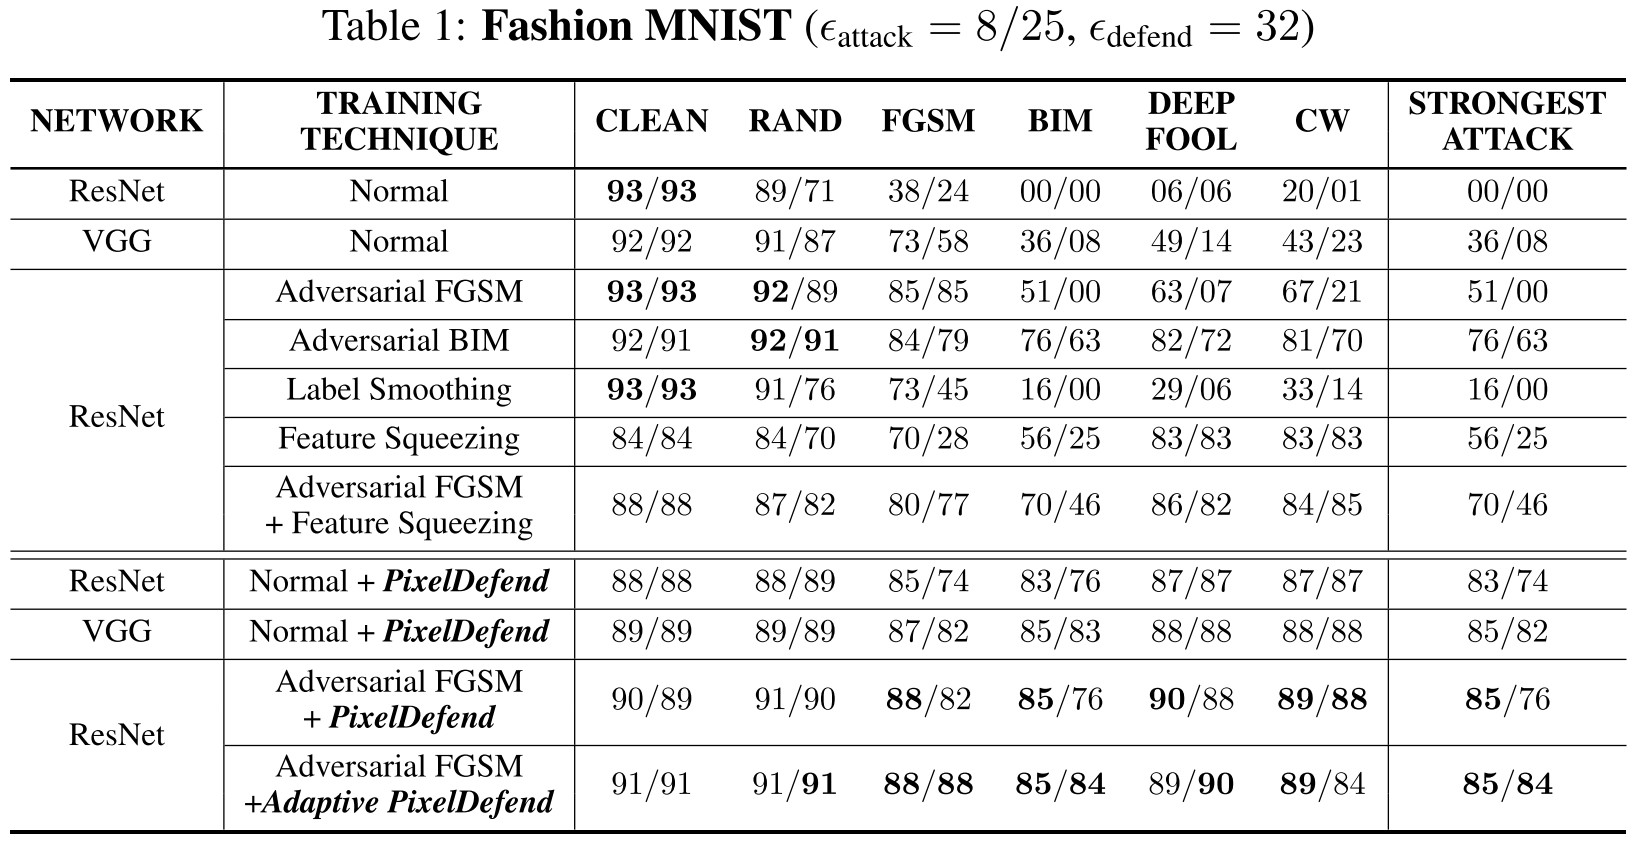 Table 1: Fashion MNIST (ϵattack = 8/25, ϵdefend = 32)
NETWORK TRAINING TECHNIQUE CLEAN RAND FGSM BIM DEEP FOOL CW STRONGEST ATTACK
ResNet Normal 93/93 89/71 38/24 00/00 06/06 20/01 00/00
VGG Normal 92/92 91/87 73/58 36/08 49/14 43/23 36/08
ResNet
Adversarial FGSM 93/93 92/89 85/85 51/00 63/07 67/21 51/00
Adversarial BIM 92/91 92/91 84/79 76/63 82/72 81/70 76/63
Label Smoothing 93/93 91/76 73/45 16/00 29/06 33/14 16/00
Feature Squeezing 84/84 84/70 70/28 56/25 83/83 83/83 56/25
Adversarial FGSM
+ Feature Squeezing 88/88 87/82 80/77 70/46 86/82 84/85 70/46
ResNet Normal + PixelDefend 88/88 88/89 85/74 83/76 87/87 87/87 83/74
VGG Normal + PixelDefend 89/89 89/89 87/82 85/83 88/88 88/88 85/82
ResNet
Adversarial FGSM
+ PixelDefend 90/89 91/90 88/82 85/76 90/88 89/88 85/76
Adversarial FGSM
+Adaptive PixelDefend 91/91 91/91 88/88 85/84 89/90 89/84 85/84